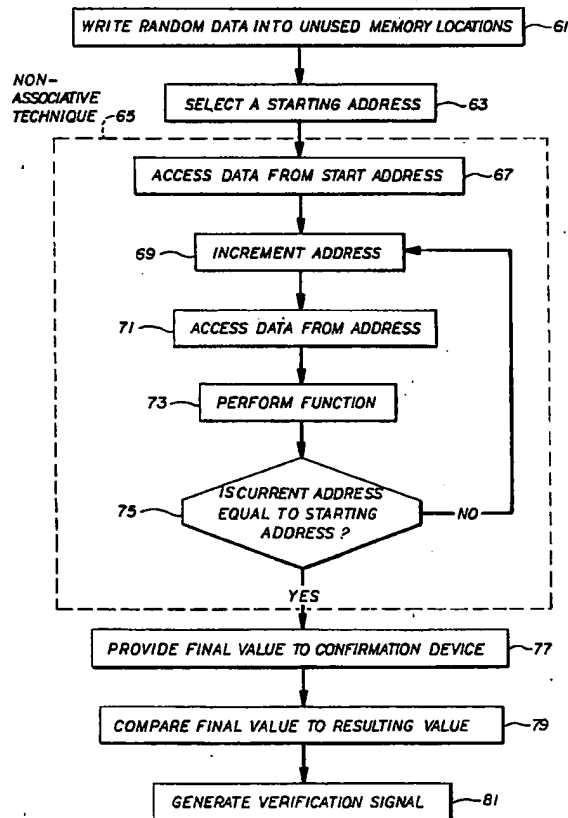 WRITE RANDOM DATA INTO UNUSED MEMORY LOCATIONS
61
NON-
ASSOCIATIVE
TECHNIQUE
65
SELECT A STARTING ADDRESS
63
ACCESS DATA FROM START ADDRESS
67
69
INCREMENT ADDRESS
71
ACCESS DATA FROM ADDRESS
73
PERFORM FUNCTION
75
IS CURRENT ADDRESS
EQUAL TO STARTING
ADDRESS ?
NO
YES
PROVIDE FINAL VALUE TO CONFIRMATION DEVICE
77
COMPARE FINAL VALUE TO RESULTING VALUE
79
GENERATE VERIFICATION SIGNAL
81